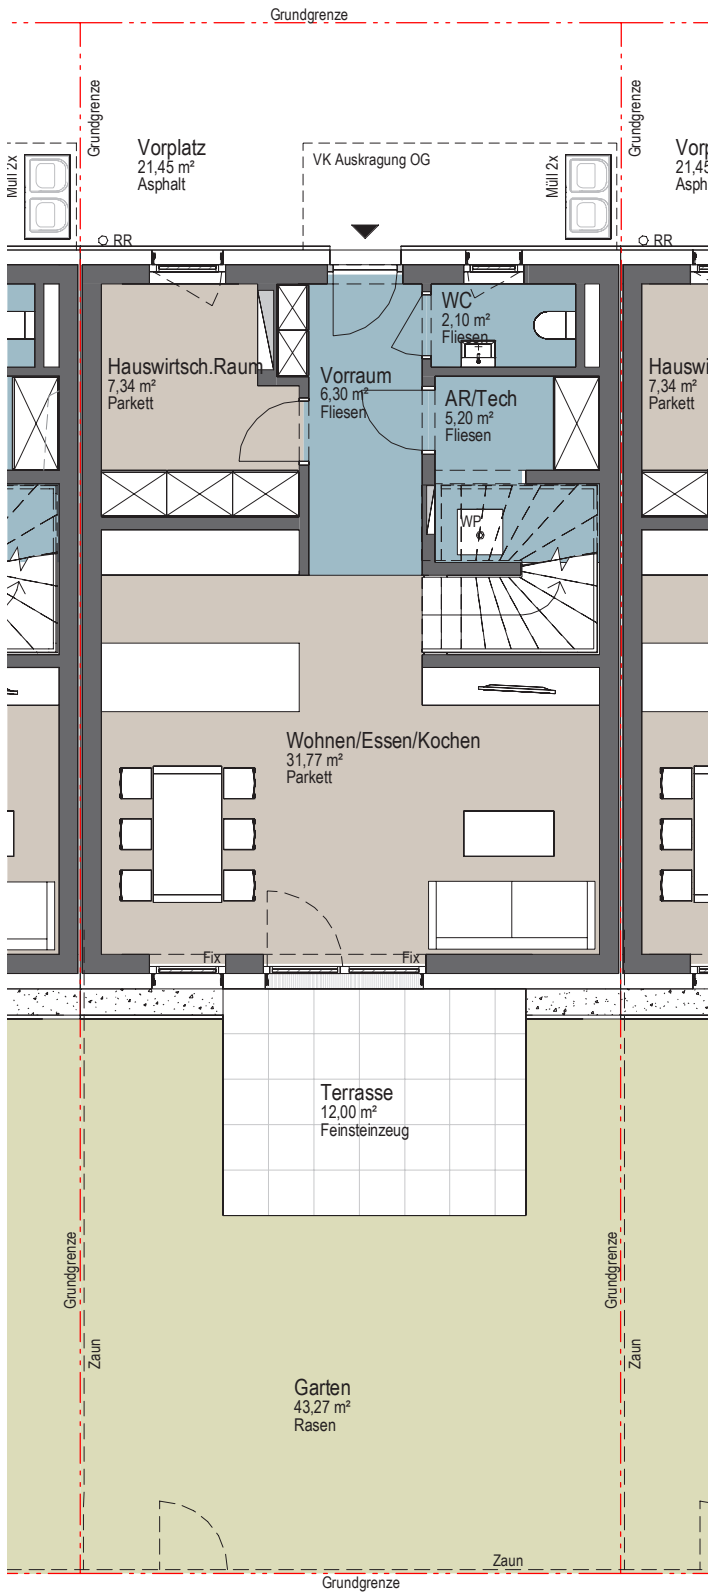 Grundgrenze
Grundgrenze
Grundgrenze
Müll 2x
Vorplatz
21,45 m²
Asphalt
VK Auskragung OG
Müll 2x
Vorp
21,45
Asph
RR
RR
WC
2,10 m²
Fliesen
Hauswirtsch.Raum
7,34 m²
Parkett
Vorraum
6,30 m²
Fliesen
AR/Tech
5,20 m²
Fliesen
Hauswi
7,34 m²
Parkett
WP
Wohnen/Essen/Kochen
31,77 m²
Parkett
Fix
Fix
Terrasse
12,00 m²
Feinsteinzeug
Grundgrenze
Grundgrenze
Zaun
Zaun
Garten
43,27 m²
Rasen
Zaun
Grundgrenze